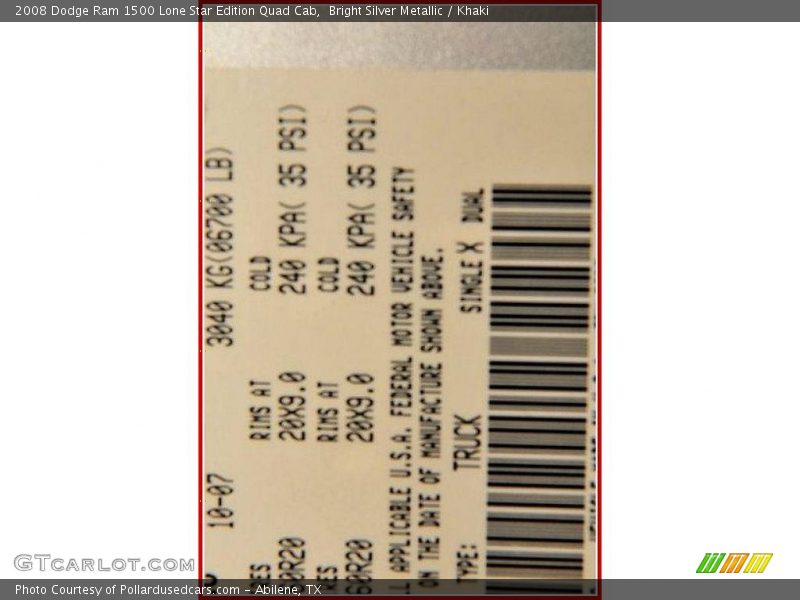 2008 Dodge Ram 1500 Lone Star Edition Quad Cab,  Bright Silver Metallic / Khaki
10-07 3040 KG(06700 LB)
RIMS AT COLD
0R20 20X9.0 240 KPA( 35 PSI)
RIMS AT COLD
60R20 20X9.0 240 KPA( 35 PSI)
APPLICABLE U.S.A. FEDERAL MOTOR VEHICLE SAFETY
ON THE DATE OF MANUFACTURE SHOWN ABOVE.
TYPE: TRUCK SINGLE X DUAL
GTCARLOT.COM
Photo Courtesy of Pollardusedcars.com – Abilene, TX